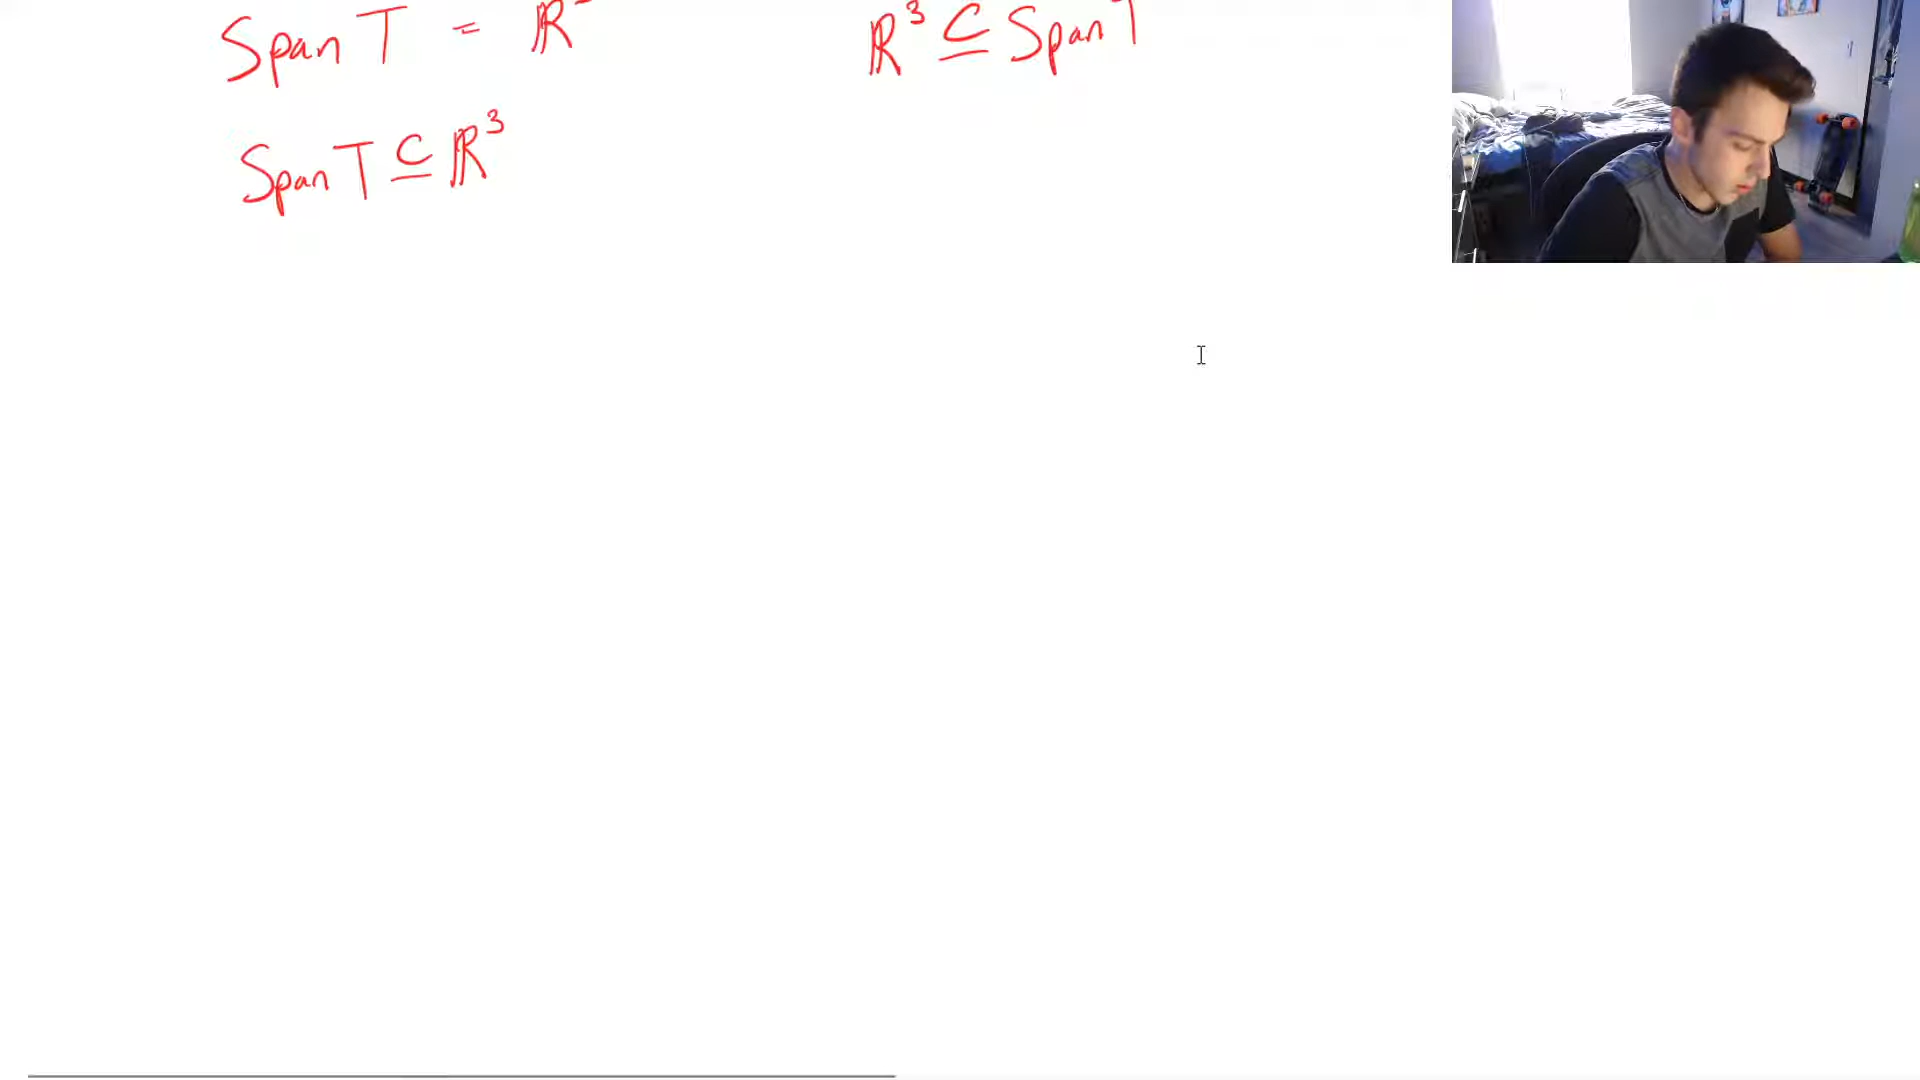 Span T = ℝ
ℝ³ ⊆ Span T
Span T ⊆ ℝ³